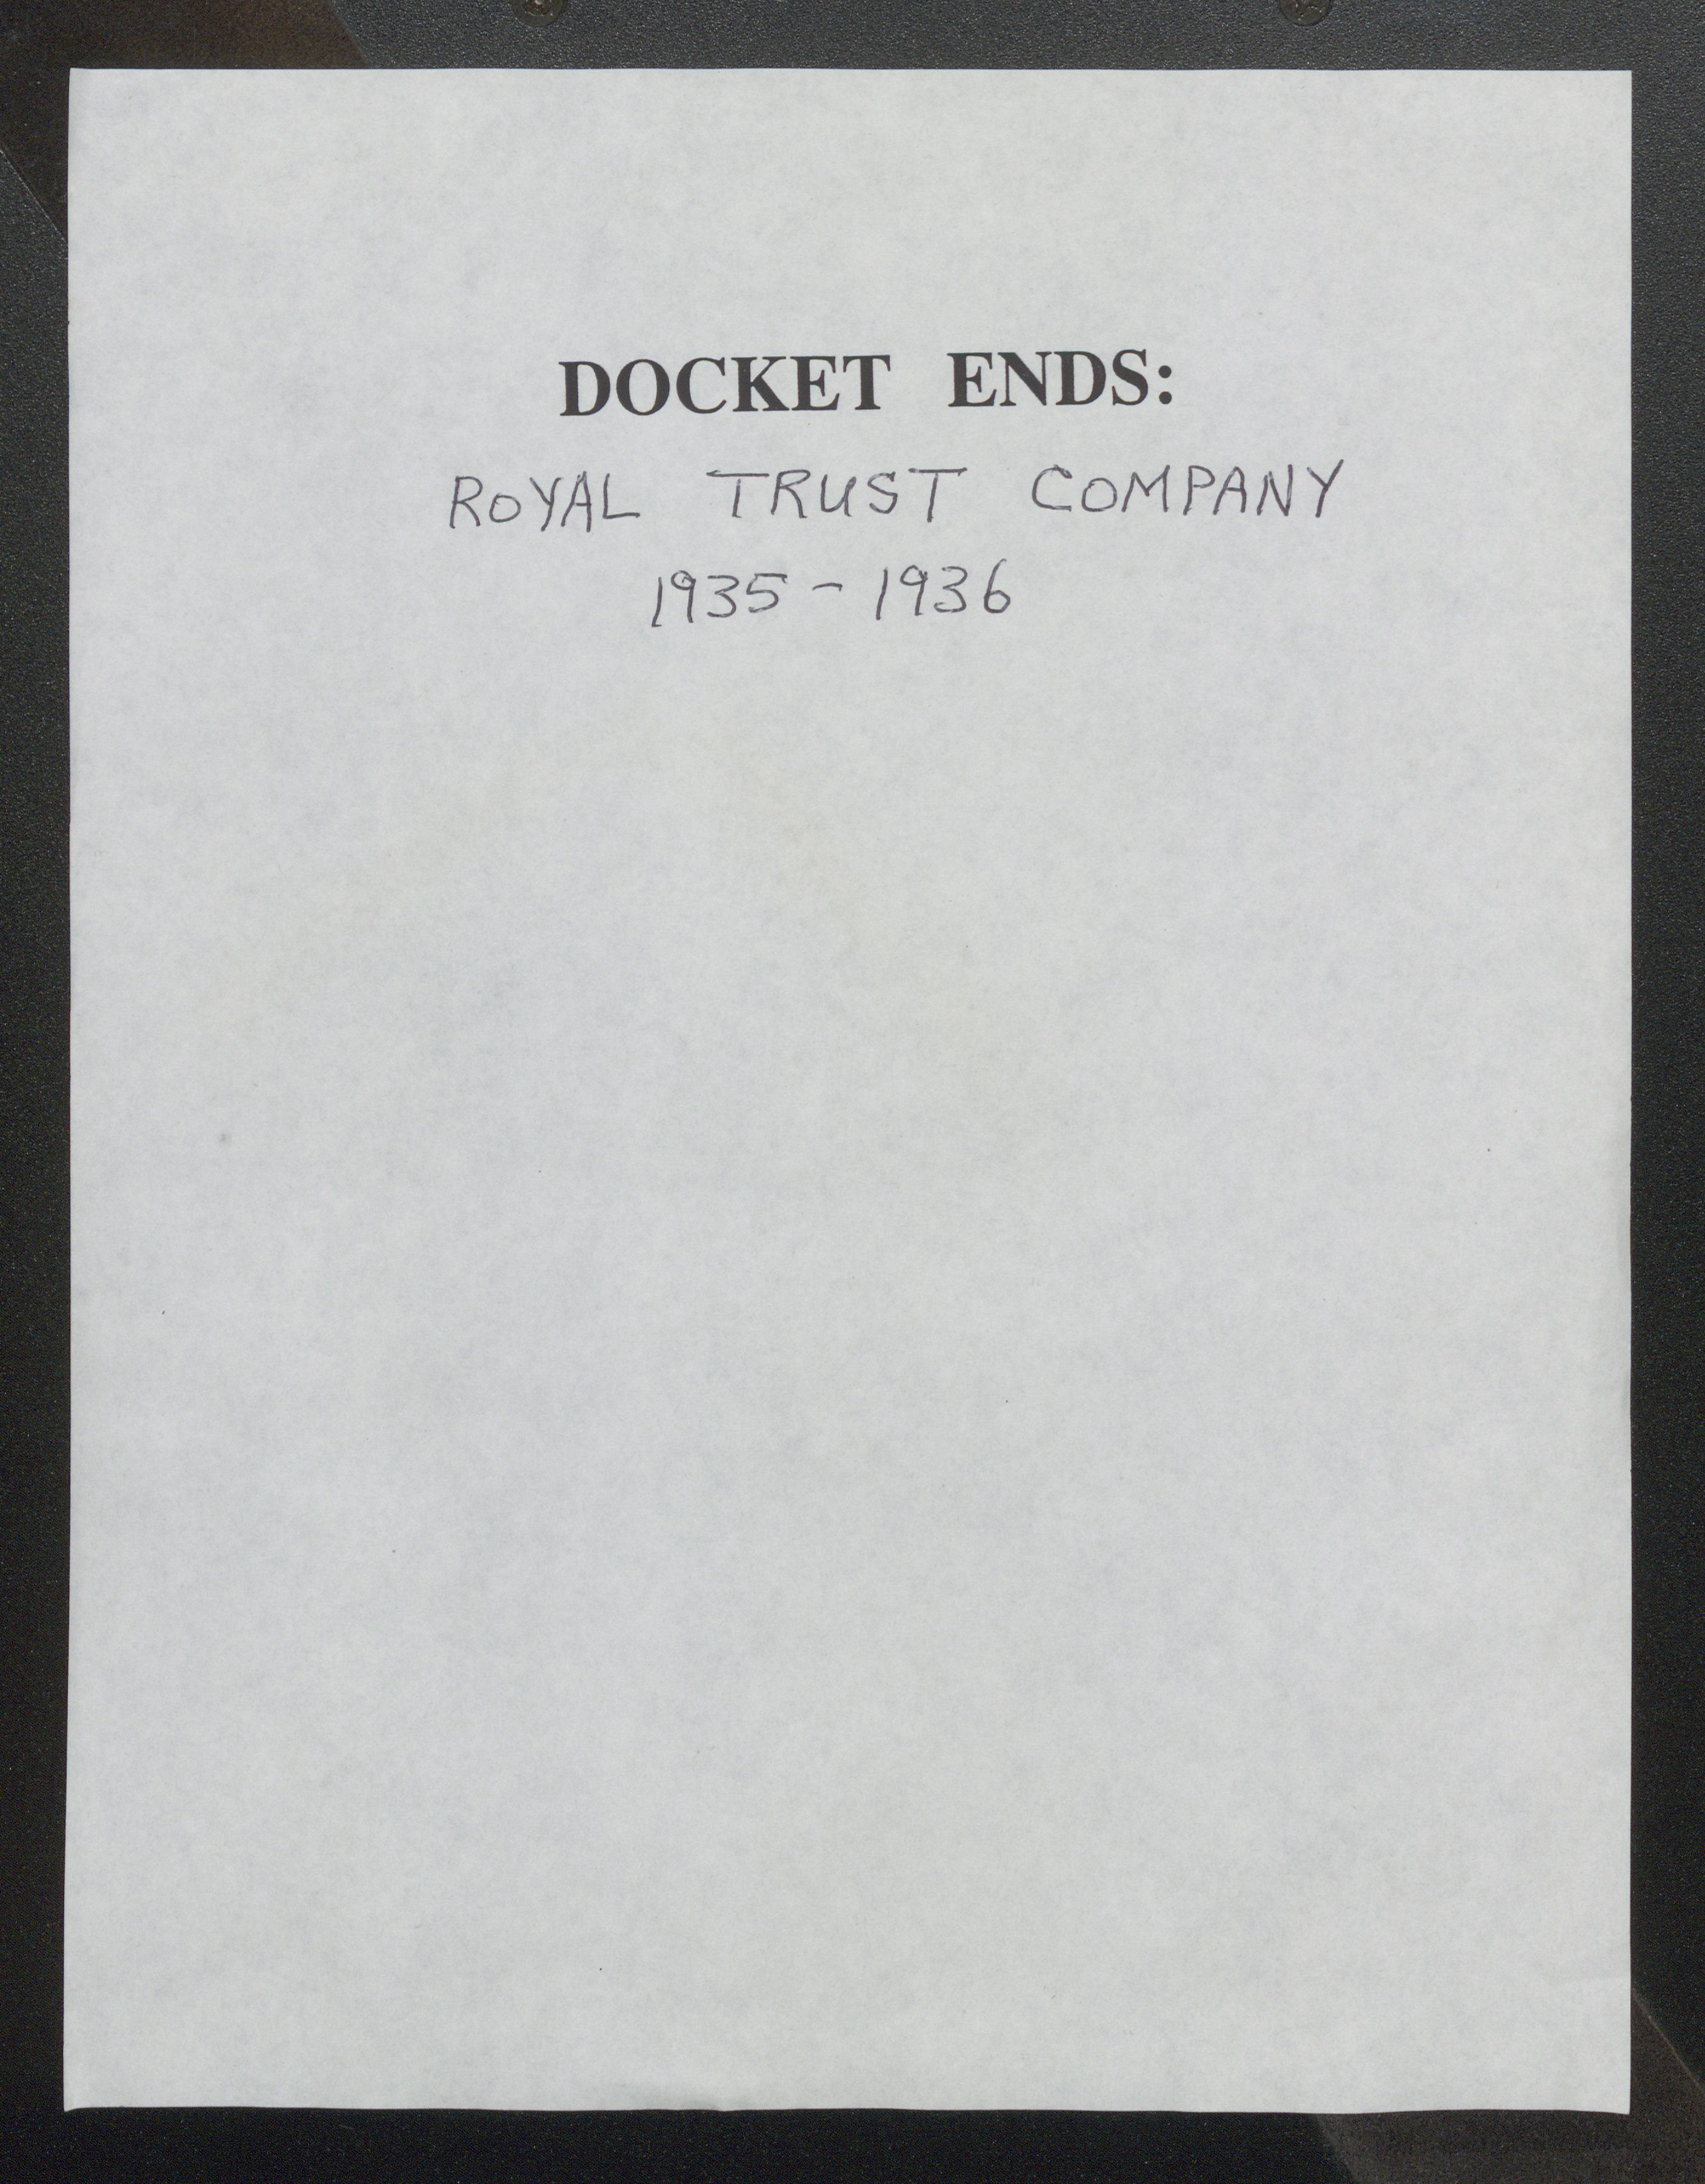 DOCKET ENDS:
ROYAL TRUST COMPANY
1935 - 1936